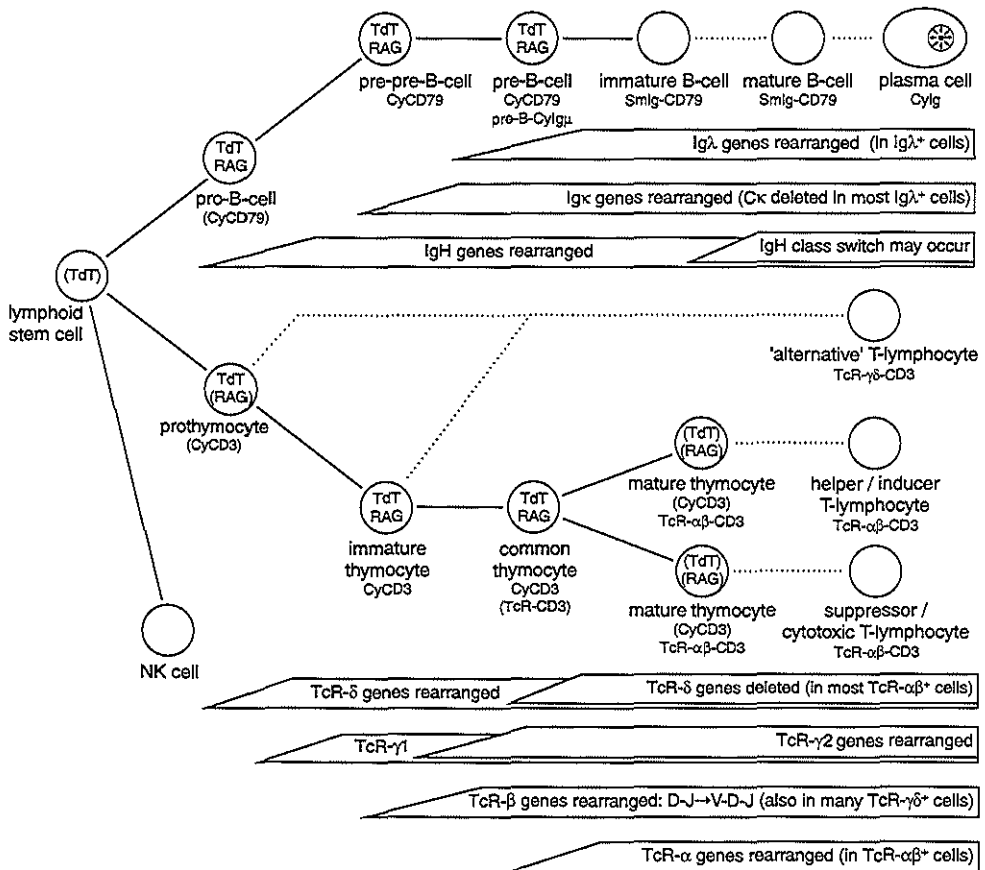 TdT
RAG
pre-pre-B-cell
CyCD79
TdT
RAG
pre-B-cell
CyCD79
pro-B-CyIgμ
immature B-cell
SmIg-CD79
mature B-cell
SmIg-CD79
plasma cell
CyIg
Igλ genes rearranged (in Igλ⁺ cells)
TdT
RAG
pro-B-cell
(CyCD79)
Igκ genes rearranged (Cκ deleted in most Igλ⁺ cells)
IgH genes rearranged
IgH class switch may occur
(TdT)
lymphoid
stem cell
'alternative' T-lymphocyte
TcR-γδ-CD3
TdT
(RAG)
prothymocyte
(CyCD3)
(TdT)
(RAG)
mature thymocyte
(CyCD3)
TcR-αβ-CD3
helper / inducer
T-lymphocyte
TcR-αβ-CD3
TdT
RAG
immature
thymocyte
CyCD3
TdT
RAG
common
thymocyte
CyCD3
(TcR-CD3)
(TdT)
(RAG)
mature thymocyte
(CyCD3)
TcR-αβ-CD3
suppressor /
cytotoxic T-lymphocyte
TcR-αβ-CD3
NK cell
TcR-δ genes rearranged
TcR-δ genes deleted (in most TcR-αβ⁺ cells)
TcR-γ1
TcR-γ2 genes rearranged
TcR-β genes rearranged: D-J→V-D-J (also in many TcR-γδ⁺ cells)
TcR-α genes rearranged (in TcR-αβ⁺ cells)